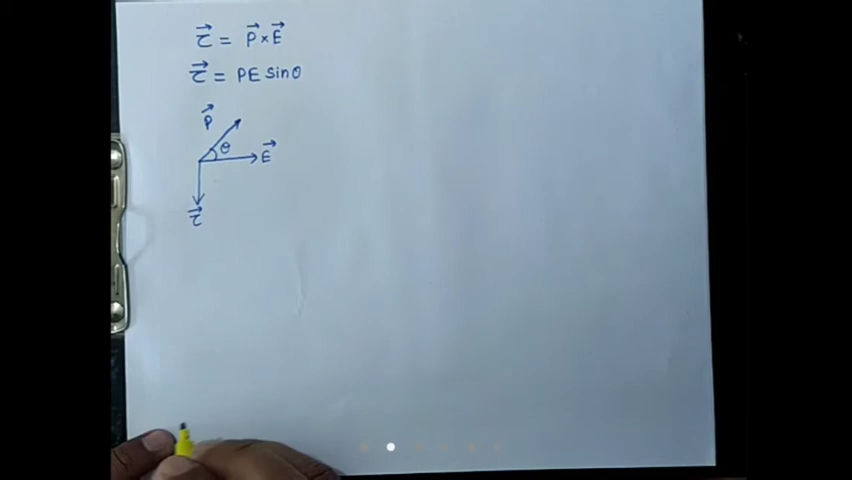 τ⃗ = P⃗ × E⃗
τ⃗ = PE sinθ
P⃗
θ
E⃗
τ⃗